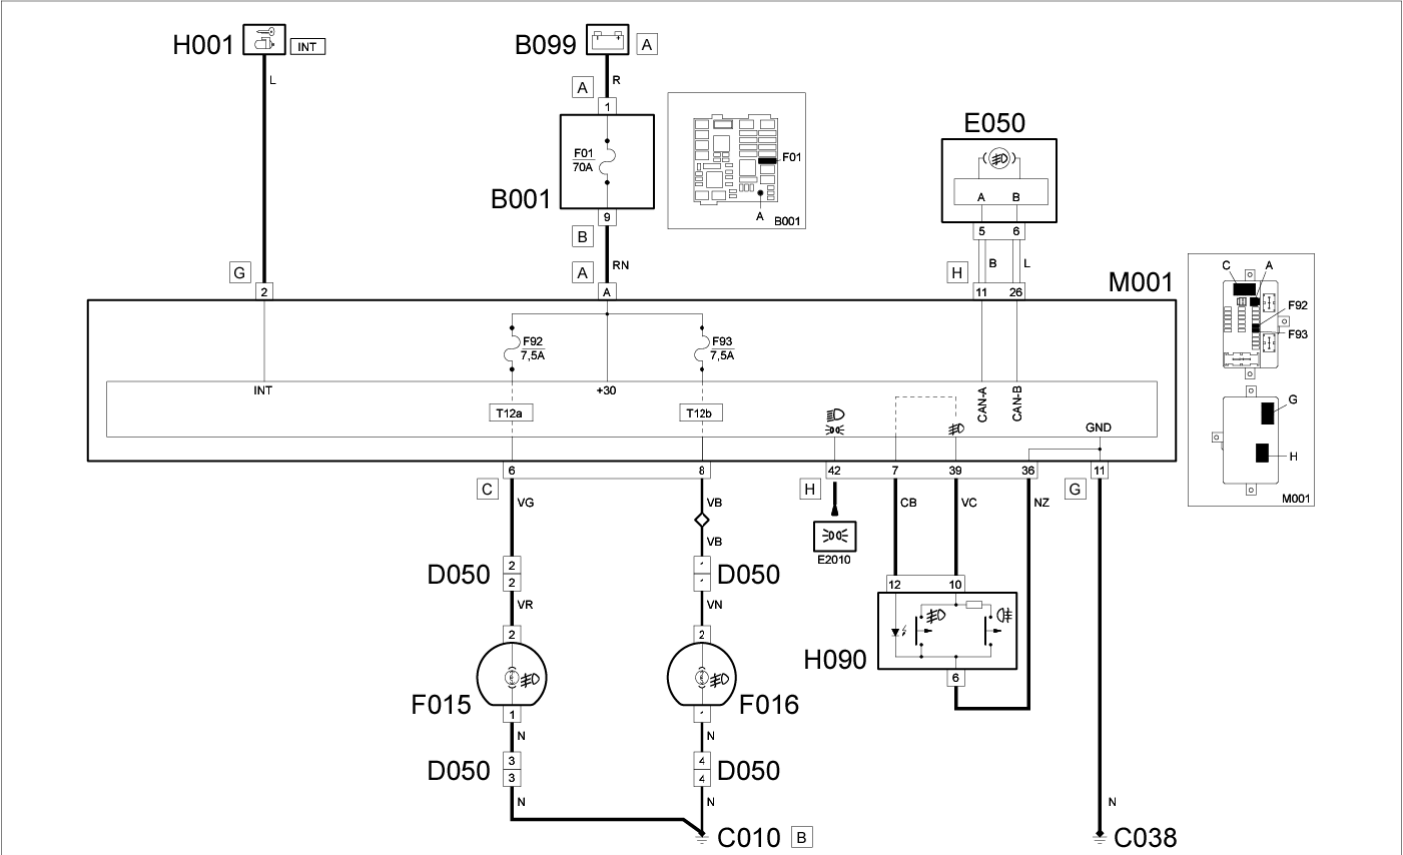 H001 INT
B099 A
L
R
A
1
F01
70A
B001
9
B
RN
A
A
F01
A
B001
E050
A B
5 6
B L
H
11 26
G
2
M001
C A
F92
F93
G
H
M001
F92
7,5A
F93
7,5A
INT
+30
CAN-A
CAN-B
T12a
T12b
GND
C
6
8
H
42
7
39
36
G
11
VG
VB
VB
CB
VC
NZ
E2010
D050
2
2
1
1
D050
VR
VN
2
2
12
10
H090
6
F015
F016
1
1
N
N
D050
3
3
4
4
D050
N
N
N
C010 B
C038